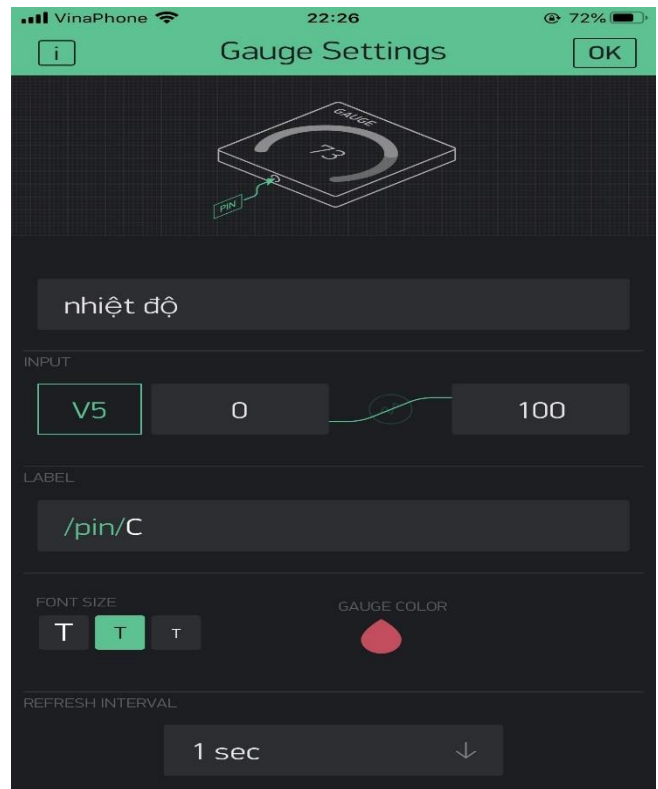 VinaPhone 22:26 72%
i Gauge Settings OK
GAUGE
73
PIN
nhiệt độ
INPUT
V5 0 100
LABEL
/pin/C
FONT SIZE GAUGE COLOR
T T T
REFRESH INTERVAL
1 sec